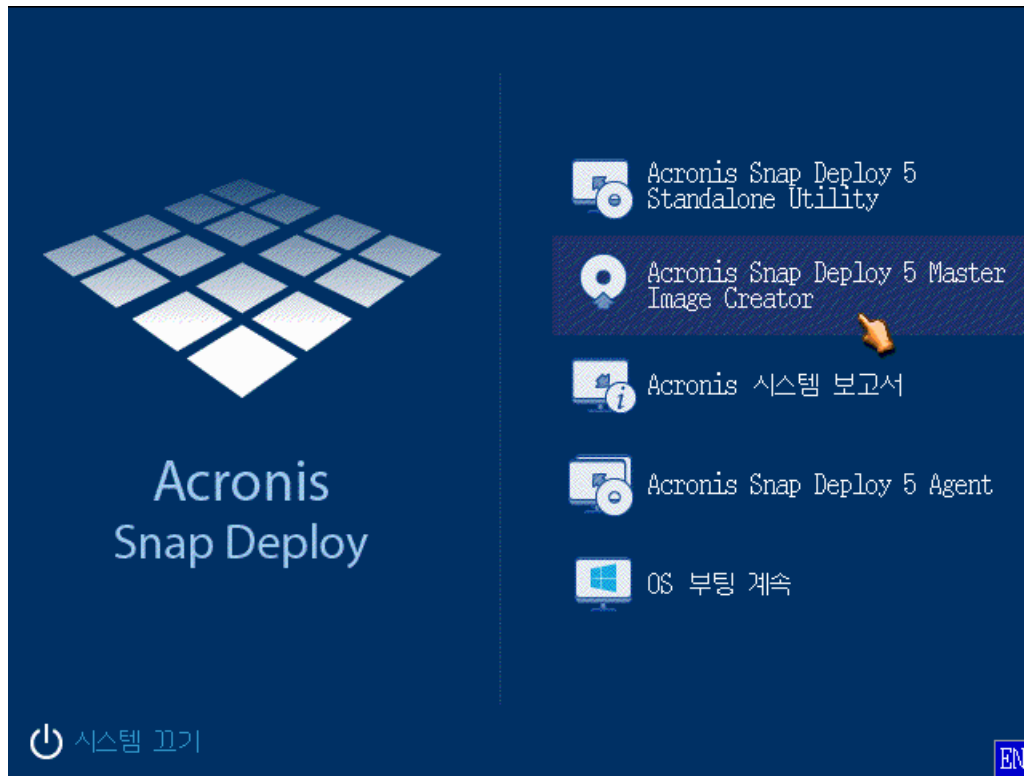 Acronis
Snap Deploy
Acronis Snap Deploy 5
Standalone Utility
Acronis Snap Deploy 5 Master
Image Creator
Acronis 시스템 보고서
Acronis Snap Deploy 5 Agent
OS 부팅 계속
시스템 끄기
EN